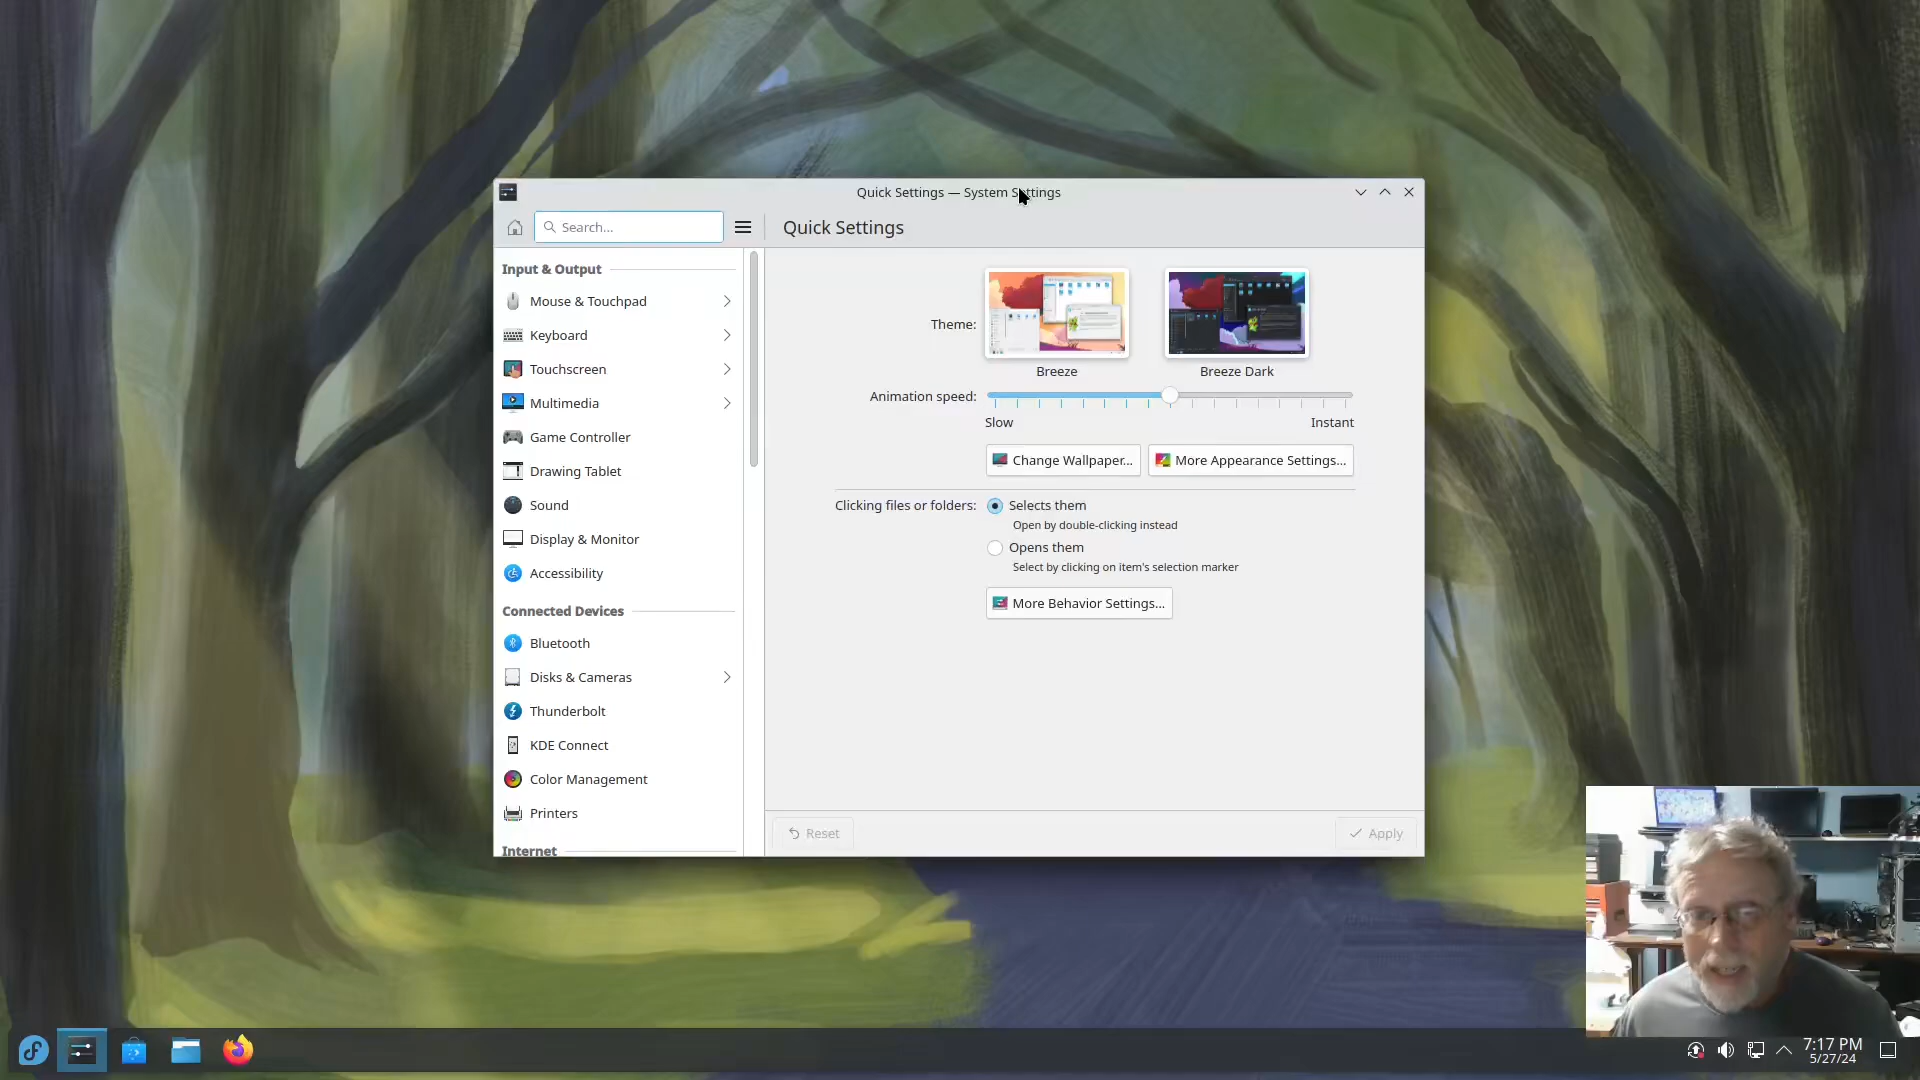 Quick Settings — System Settings
Search...
Quick Settings
Input & Output
Mouse & Touchpad
Keyboard
Touchscreen
Multimedia
Game Controller
Drawing Tablet
Sound
Display & Monitor
Accessibility
Connected Devices
Bluetooth
Disks & Cameras
Thunderbolt
KDE Connect
Color Management
Printers
Internet
Theme:
Breeze
Breeze Dark
Animation speed:
Slow
Instant
Change Wallpaper...
More Appearance Settings...
Clicking files or folders:
Selects them
Open by double-clicking instead
Opens them
Select by clicking on item's selection marker
More Behavior Settings...
Reset
Apply
7:17 PM
5/27/24